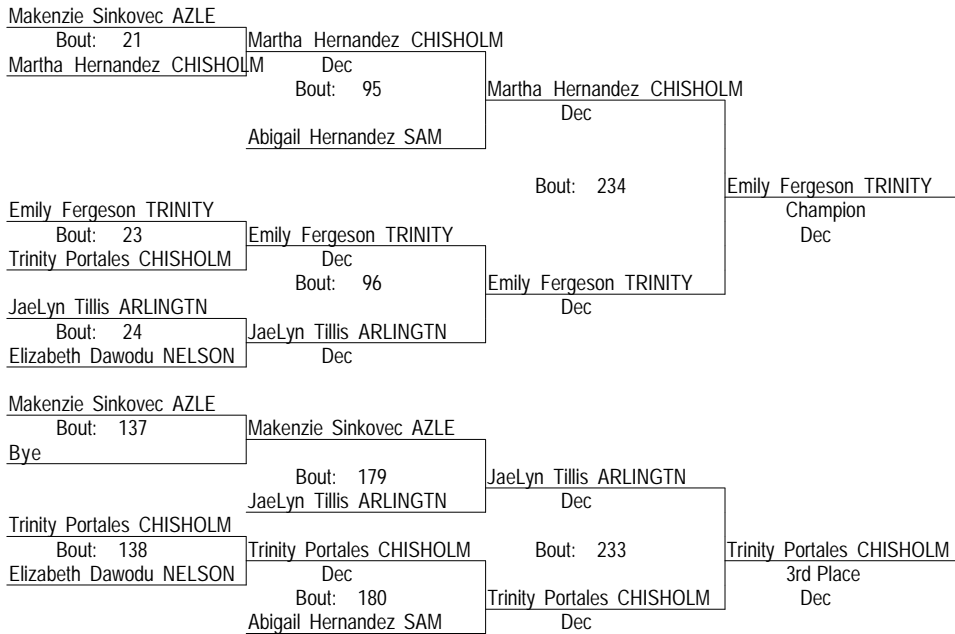 Makenzie Sinkovec AZLE
Bout: 21
Martha Hernandez CHISHOLM
Martha Hernandez CHISHOLM
Dec
Bout: 95
Abigail Hernandez SAM
Martha Hernandez CHISHOLM
Dec
Bout: 234
Emily Fergeson TRINITY
Champion
Dec
Emily Fergeson TRINITY
Bout: 23
Trinity Portales CHISHOLM
Emily Fergeson TRINITY
Dec
Bout: 96
Emily Fergeson TRINITY
Dec
JaeLyn Tillis ARLINGTN
Bout: 24
Elizabeth Dawodu NELSON
JaeLyn Tillis ARLINGTN
Dec
Makenzie Sinkovec AZLE
Bout: 137
Bye
Makenzie Sinkovec AZLE
Bout: 179
JaeLyn Tillis ARLINGTN
JaeLyn Tillis ARLINGTN
Dec
Trinity Portales CHISHOLM
Bout: 138
Elizabeth Dawodu NELSON
Trinity Portales CHISHOLM
Dec
Bout: 180
Abigail Hernandez SAM
Bout: 233
Trinity Portales CHISHOLM
Dec
Trinity Portales CHISHOLM
3rd Place
Dec